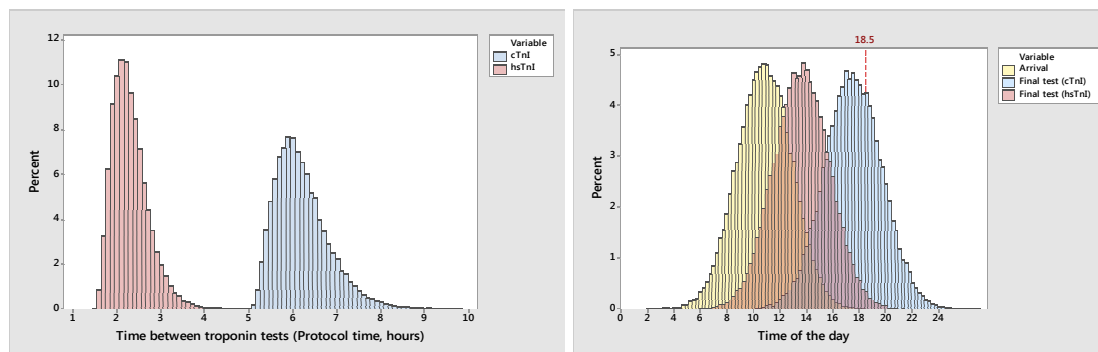 12
10
8
6
4
2
0
Percent
1 2 3 4 5 6 7 8 9 10
Time between troponin tests (Protocol time, hours)
Variable
cTnI
hsTnI
18.5
5
4
3
2
1
0
Percent
0 2 4 6 8 10 12 14 16 18 20 22 24
Time of the day
Variable
Arrival
Final test (cTnI)
Final test (hsTnI)